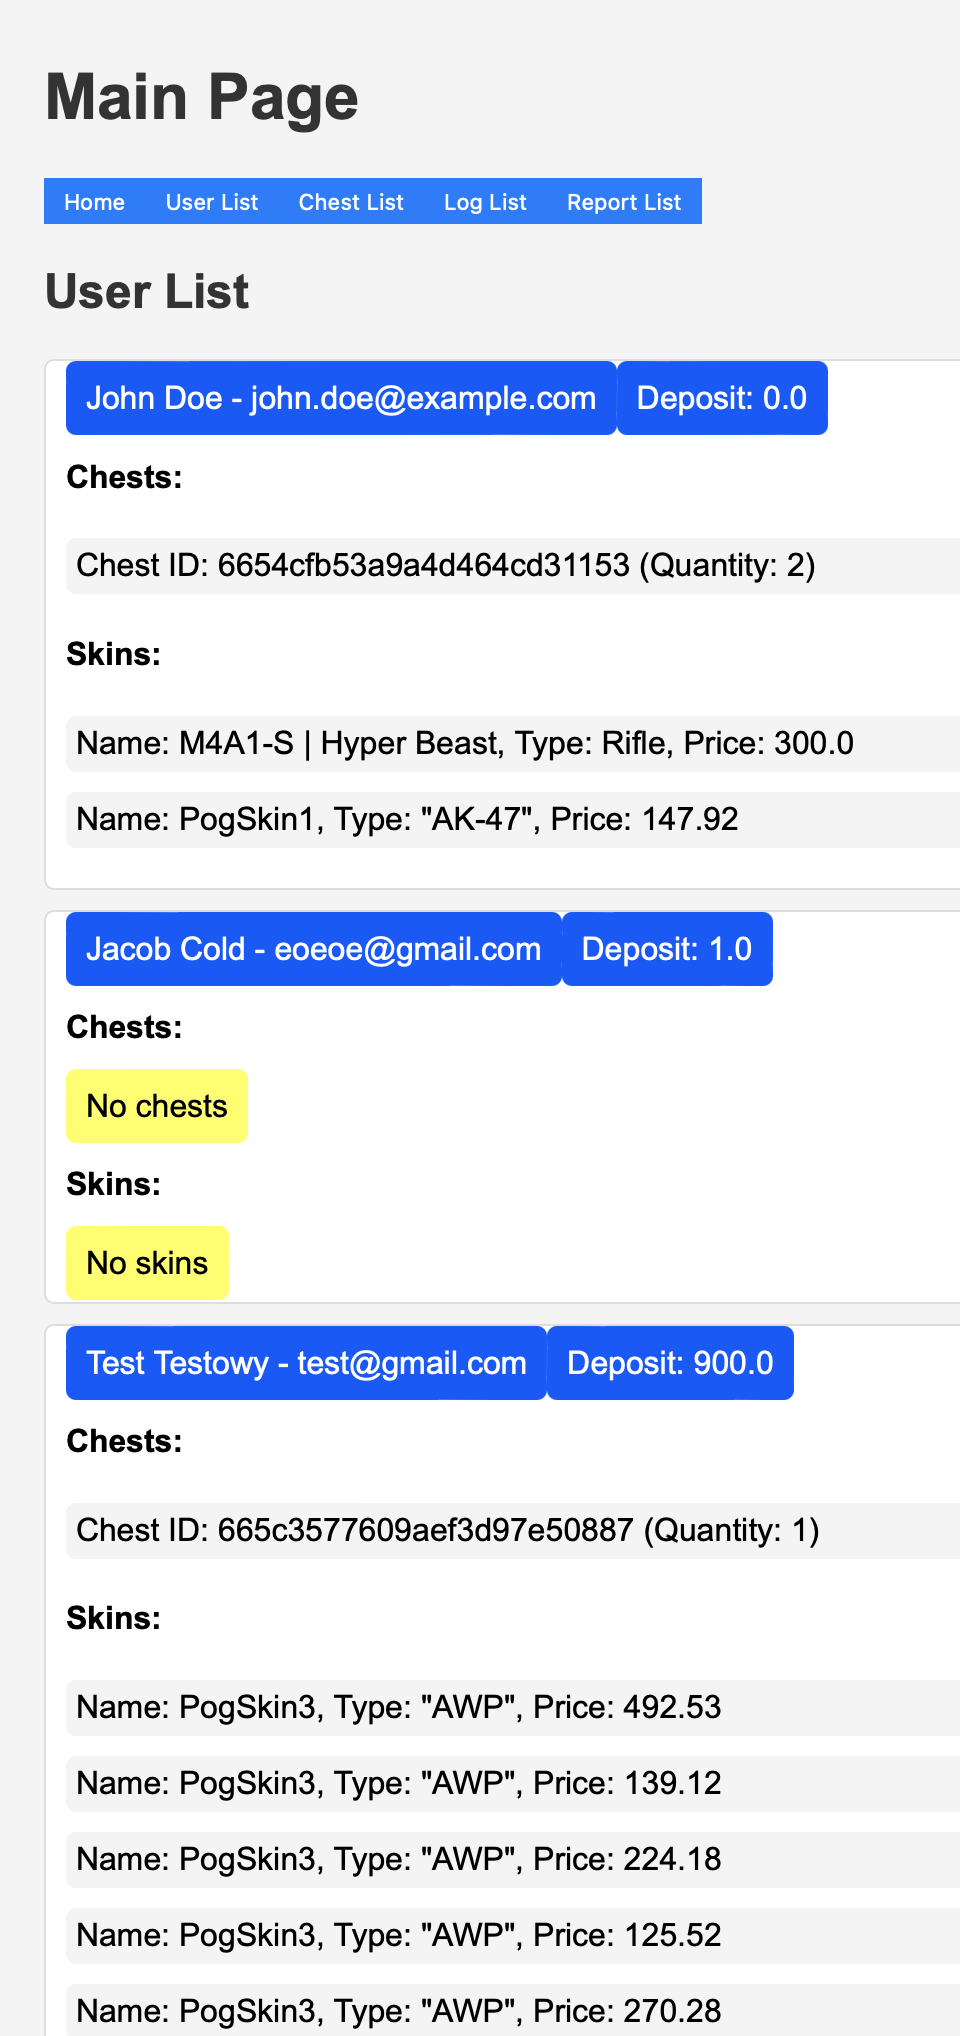 Main Page
Home User List Chest List Log List Report List
User List
John Doe - john.doe@example.com Deposit: 0.0
Chests:
Chest ID: 6654cfb53a9a4d464cd31153 (Quantity: 2)
Skins:
Name: M4A1-S | Hyper Beast, Type: Rifle, Price: 300.0
Name: PogSkin1, Type: "AK-47", Price: 147.92
Jacob Cold - eoeoe@gmail.com Deposit: 1.0
Chests:
No chests
Skins:
No skins
Test Testowy - test@gmail.com Deposit: 900.0
Chests:
Chest ID: 665c3577609aef3d97e50887 (Quantity: 1)
Skins:
Name: PogSkin3, Type: "AWP", Price: 492.53
Name: PogSkin3, Type: "AWP", Price: 139.12
Name: PogSkin3, Type: "AWP", Price: 224.18
Name: PogSkin3, Type: "AWP", Price: 125.52
Name: PogSkin3, Type: "AWP", Price: 270.28